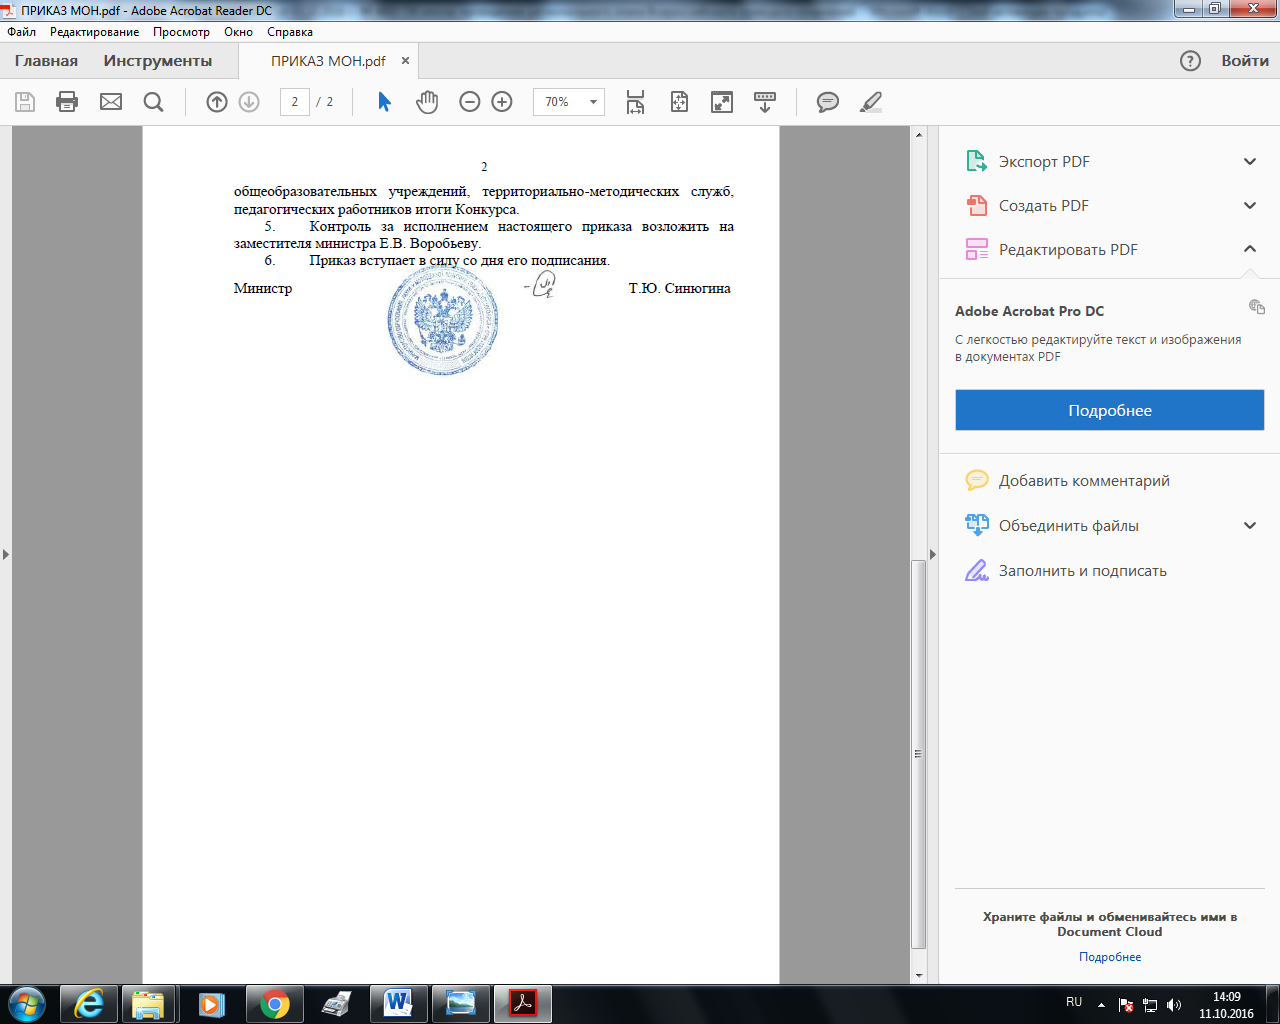 ПРИКАЗ МОН.pdf - Adobe Acrobat Reader DC
Файл Редактирование Просмотр Окно Справка
Главная Инструменты ПРИКАЗ МОН.pdf × ? Войти
2 / 2 70%
2
общеобразовательных учреждений, территориально-методических служб,
педагогических работников итоги Конкурса.
5. Контроль за исполнением настоящего приказа возложить на
заместителя министра Е.В. Воробьеву.
6. Приказ вступает в силу со дня его подписания.
Министр Т.Ю. Синюгина
Экспорт PDF
Создать PDF
Редактировать PDF
Adobe Acrobat Pro DC
С легкостью редактируйте текст и изображения
в документах PDF
Подробнее
Добавить комментарий
Объединить файлы
Заполнить и подписать
Храните файлы и обменивайтесь ими в
Document Cloud
Подробнее
RU 14:09
11.10.2016